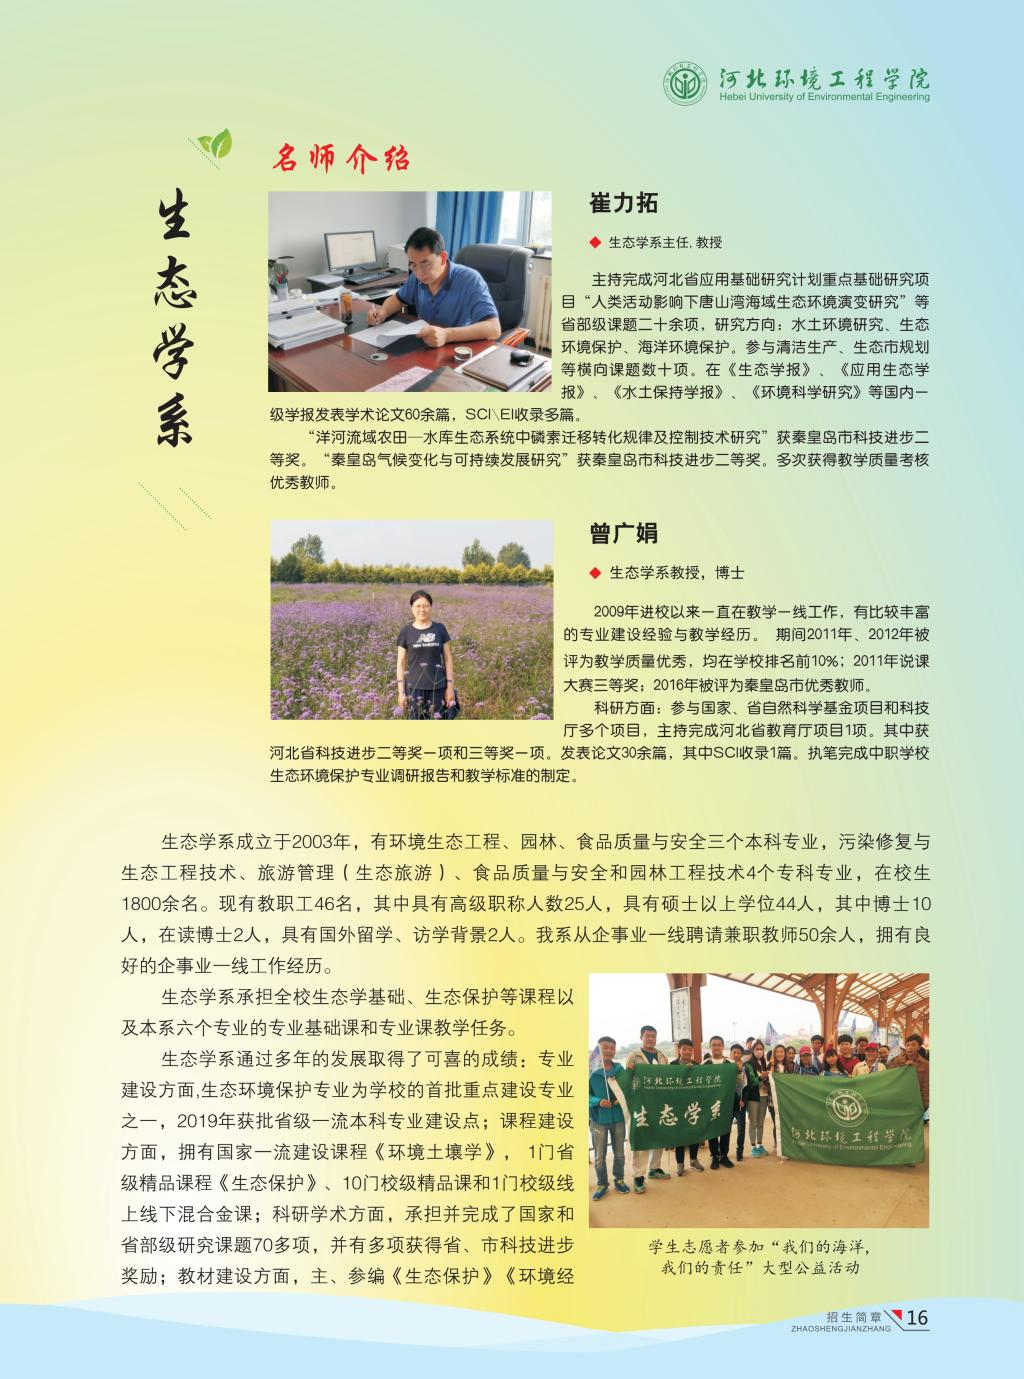 河北环境工程学院
Hebei University of Environmental Engineering
生态学系
名师介绍
崔力拓
◆ 生态学系主任,教授
主持完成河北省应用基础研究计划重点基础研究项
目“人类活动影响下唐山湾海域生态环境演变研究”等
省部级课题二十余项，研究方向：水土环境研究、生态
环境保护、海洋环境保护。参与清洁生产、生态市规划
等横向课题数十项。在《生态学报》、《应用生态学
报》、《水土保持学报》、《环境科学研究》等国内一
级学报发表学术论文60余篇，SCI\EI收录多篇。
“洋河流域农田—水库生态系统中磷素迁移转化规律及控制技术研究”获秦皇岛市科技进步二
等奖。“秦皇岛气候变化与可持续发展研究”获秦皇岛市科技进步二等奖。多次获得教学质量考核
优秀教师。
曾广娟
◆ 生态学系教授，博士
2009年进校以来一直在教学一线工作，有比较丰富
的专业建设经验与教学经历。 期间2011年、2012年被
评为教学质量优秀，均在学校排名前10%；2011年说课
大赛三等奖；2016年被评为秦皇岛市优秀教师。
科研方面：参与国家、省自然科学基金项目和科技
厅多个项目，主持完成河北省教育厅项目1项。其中获
河北省科技进步二等奖一项和三等奖一项。发表论文30余篇，其中SCI收录1篇。执笔完成中职学校
生态环境保护专业调研报告和教学标准的制定。
生态学系成立于2003年，有环境生态工程、园林、食品质量与安全三个本科专业，污染修复与
生态工程技术、旅游管理（生态旅游）、食品质量与安全和园林工程技术4个专科专业，在校生
1800余名。现有教职工46名，其中具有高级职称人数25人，具有硕士以上学位44人，其中博士10
人，在读博士2人，具有国外留学、访学背景2人。我系从企事业一线聘请兼职教师50余人，拥有良
好的企事业一线工作经历。
生态学系承担全校生态学基础、生态保护等课程以
及本系六个专业的专业基础课和专业课教学任务。
生态学系通过多年的发展取得了可喜的成绩：专业
建设方面,生态环境保护专业为学校的首批重点建设专业
之一，2019年获批省级一流本科专业建设点；课程建设
方面，拥有国家一流建设课程《环境土壤学》， 1门省
级精品课程《生态保护》、10门校级精品课和1门校级线
上线下混合金课；科研学术方面，承担并完成了国家和
省部级研究课题70多项，并有多项获得省、市科技进步
奖励；教材建设方面，主、参编《生态保护》《环境经
河北环境工程学院
生态学系
河北环境工程学院
Hebei University of Environmental Engineering
学生志愿者参加“我们的海洋，
我们的责任”大型公益活动
招生简章
ZHAOSHENGJIANZHANG
16